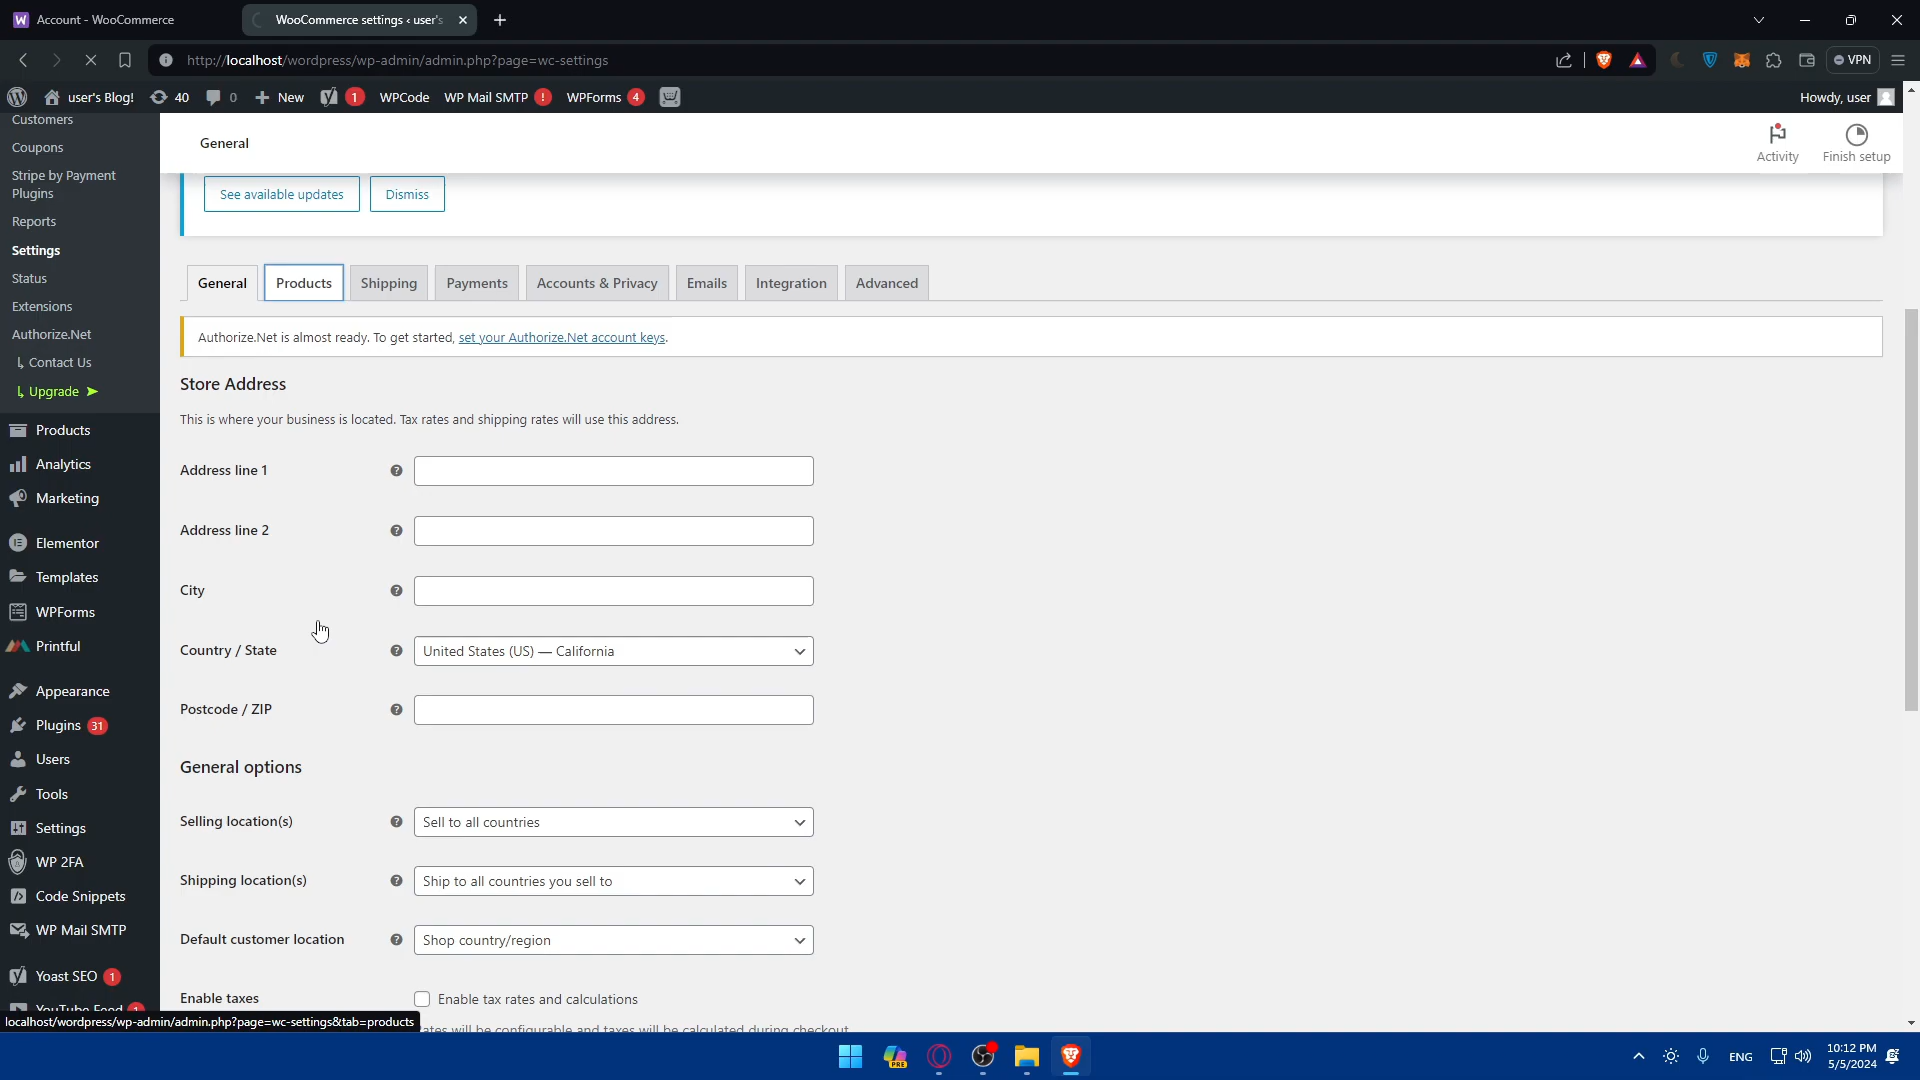 Account - WooCommerce
WooCommerce settings ‹ user's
http://localhost/wordpress/wp-admin/admin.php?page=wc-settings
VPN
user's Blog!
40
0
New
1
WPCode
WP Mail SMTP
!
WPForms
4
Howdy, user
Customers
Coupons
Stripe by Payment
Plugins
Reports
Settings
Status
Extensions
Authorize.Net
↳ Contact Us
↳ Upgrade ➤
Products
Analytics
Marketing
Elementor
Templates
WPForms
Printful
Appearance
Plugins 31
Users
Tools
Settings
WP 2FA
Code Snippets
WP Mail SMTP
Yoast SEO 1
YouTube Feed
localhost/wordpress/wp-admin/admin.php?page=wc-settings&tab=products
General
Activity
Finish setup
See available updates
Dismiss
General
Products
Shipping
Payments
Accounts & Privacy
Emails
Integration
Advanced
Authorize.Net is almost ready. To get started, set your Authorize.Net account keys.
Store Address
This is where your business is located. Tax rates and shipping rates will use this address.
Address line 1
Address line 2
City
Country / State
United States (US) — California
Postcode / ZIP
General options
Selling location(s)
Sell to all countries
Shipping location(s)
Ship to all countries you sell to
Default customer location
Shop country/region
Enable taxes
Enable tax rates and calculations
ates will be configurable and taxes will be calculated during checkout
PRE
ENG
10:12 PM
5/5/2024